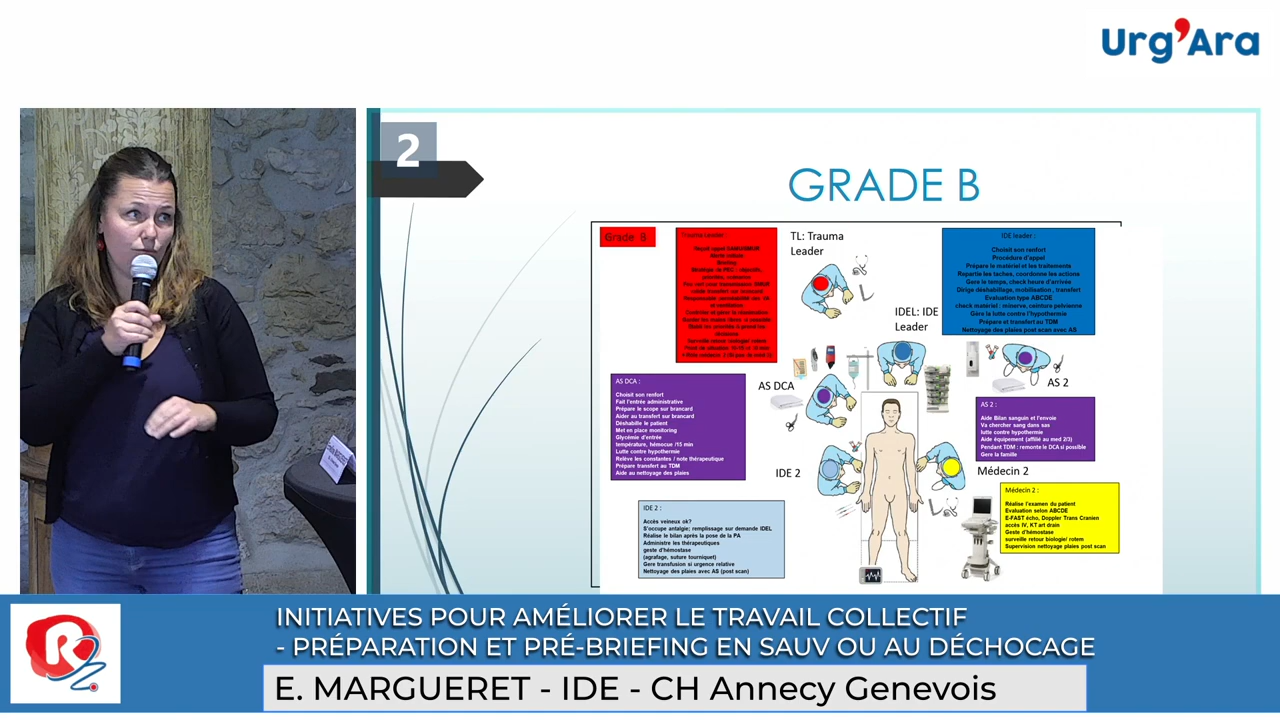 Urg'Ara
2
GRADE B
Grade B
Trauma Leader
TL: Trauma
Leader
IDE leader :
Choisit son renfort
Procédure d'appel
Prépare le matériel et les traitements
Repartie les taches, coordonne les actions
Gere le temps, check heure d'arrivée
Dirige déshabillage, mobilisation , transfert
Evaluation type ABCDE
check matériel : minerve, ceinture pelvienne
Gère la lutte contre l'hypothermie
Prépare et transfert au TDM
Nettoyage des plaies post scan avec AS
IDEL: IDE
Leader
AS DCA :
Choisit son renfort
Fait l'entrée administrative
Prépare le scope sur brancard
Aider au transfert sur brancard
Déshabille le patient
Met en place monitoring
Glycémie d'entrée
température, hémocue /15 min
Lutte contre hypothermie
Relève les constantes / note thérapeutique
Prépare transfert au TDM
Aide au nettoyage des plaies
AS DCA
AS 2
AS 2 :
Aide Bilan sanguin et l'envoie
Va chercher sang dans sas
lutte contre hypothermie
Aide équipement (affilié au med 2/3)
Pendant TDM : remonte le DCA si possible
Gere la famille
IDE 2
Médecin 2
Médecin 2 :
Réalise l'examen du patient
Evaluation selon ABCDE
E-FAST écho, Doppler Trans Cranien
accès IV, KT art drain
Geste d'hémostase
surveille retour biologie/ rotem
Supervision nettoyage plaies post scan
IDE 2 :
Accès veineux ok?
S'occupe antalgie; remplissage sur demande IDEL
Réalise le bilan après la pose de la PA
Administre les thérapeutiques
geste d'hémostase
(agrafage, suture tourniquet)
Gere transfusion si urgence relative
Nettoyage des plaies avec AS (post scan)
R
INITIATIVES POUR AMÉLIORER LE TRAVAIL COLLECTIF
- PRÉPARATION ET PRÉ-BRIEFING EN SAUV OU AU DÉCHOCAGE
E. MARGUERET - IDE - CH Annecy Genevois